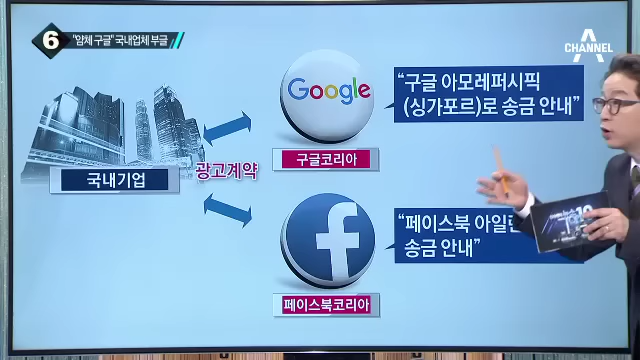 6 "얌체 구글" 국내업체 부글
CHANNEL A
Google
"구글 아모레퍼시픽
(싱가포르)로 송금 안내"
구글코리아
국내기업
광고계약
f
"페이스북 아일
송금 안내"
페이스북코리아
10